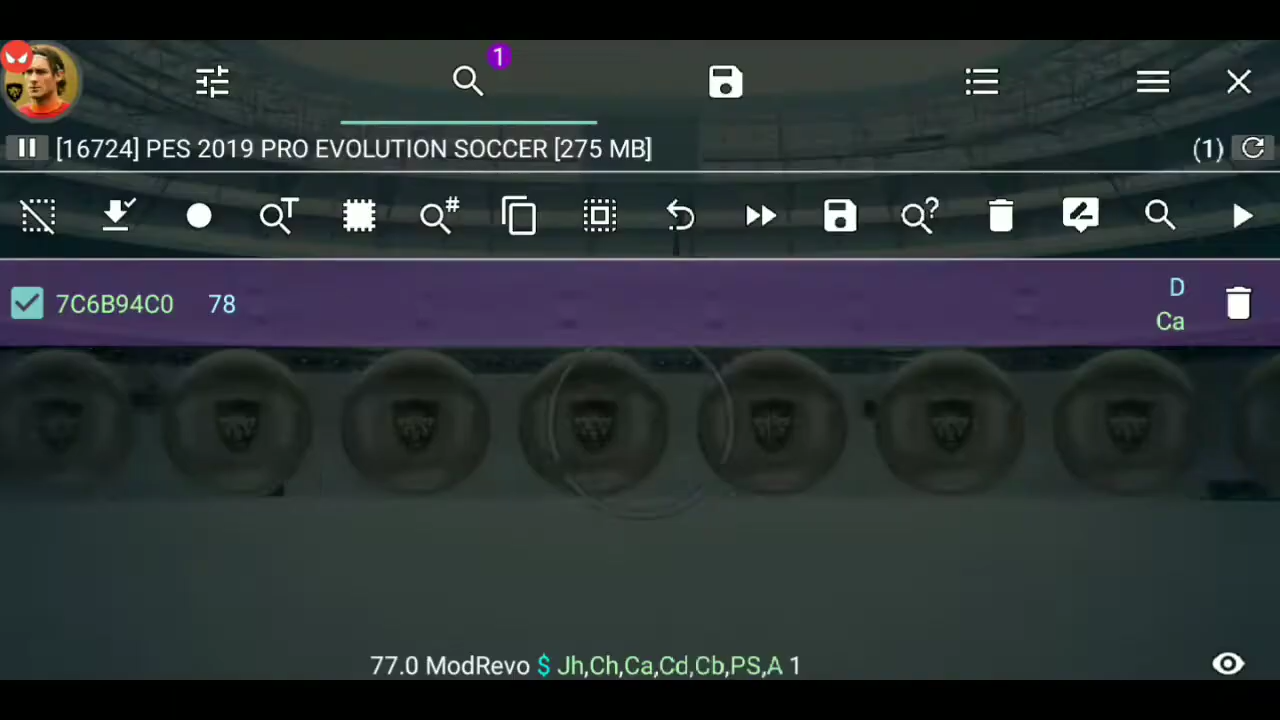 1
[16724] PES 2019 PRO EVOLUTION SOCCER [275 MB]
(1)
T
#
?
7C6B94C0 78
D
Ca
77.0 ModRevo $ Jh,Ch,Ca,Cd,Cb,PS,A 1